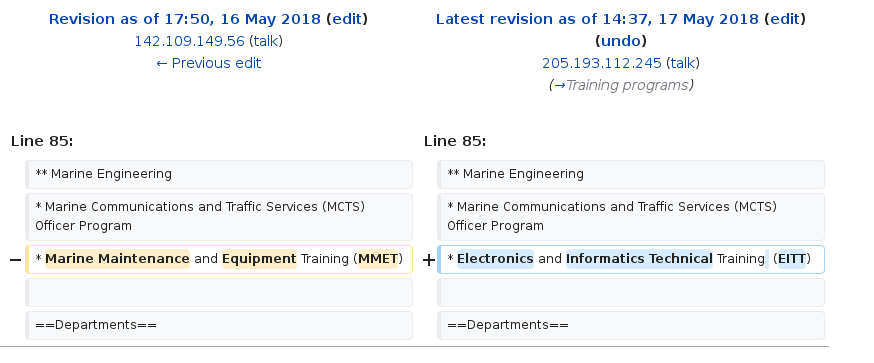 Revision as of 17:50, 16 May 2018 (edit)
142.109.149.56 (talk)
← Previous edit
Latest revision as of 14:37, 17 May 2018 (edit)
(undo)
205.193.112.245 (talk)
(→Training programs)
Line 85:
Line 85:
** Marine Engineering
** Marine Engineering
* Marine Communications and Traffic Services (MCTS)
Officer Program
* Marine Communications and Traffic Services (MCTS)
Officer Program
− * Marine Maintenance and Equipment Training (MMET)
+ * Electronics and Informatics Technical Training  (EITT)
==Departments==
==Departments==